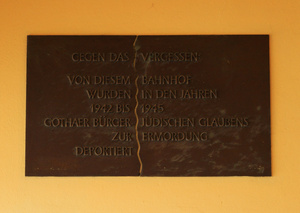 GEGEN DAS VERGESSEN
VON DIESEM BAHNHOF
WURDEN IN DEN JAHREN
1942 BIS 1945
GOTHAER BÜRGER JÜDISCHEN GLAUBENS
ZUR ERMORDUNG
DEPORTIERT